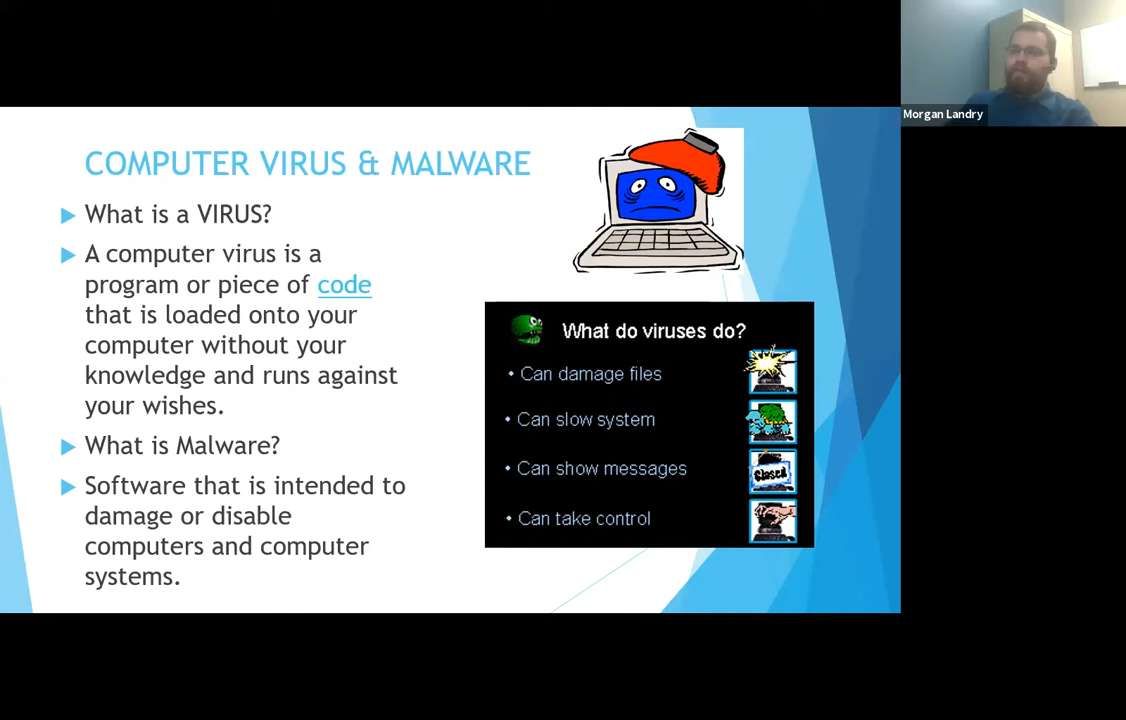 Morgan Landry
COMPUTER VIRUS & MALWARE
What is a VIRUS?
A computer virus is a
program or piece of code
that is loaded onto your
computer without your
knowledge and runs against
your wishes.
What is Malware?
Software that is intended to
damage or disable
computers and computer
systems.
What do viruses do?
• Can damage files
• Can slow system
• Can show messages
Closed
• Can take control